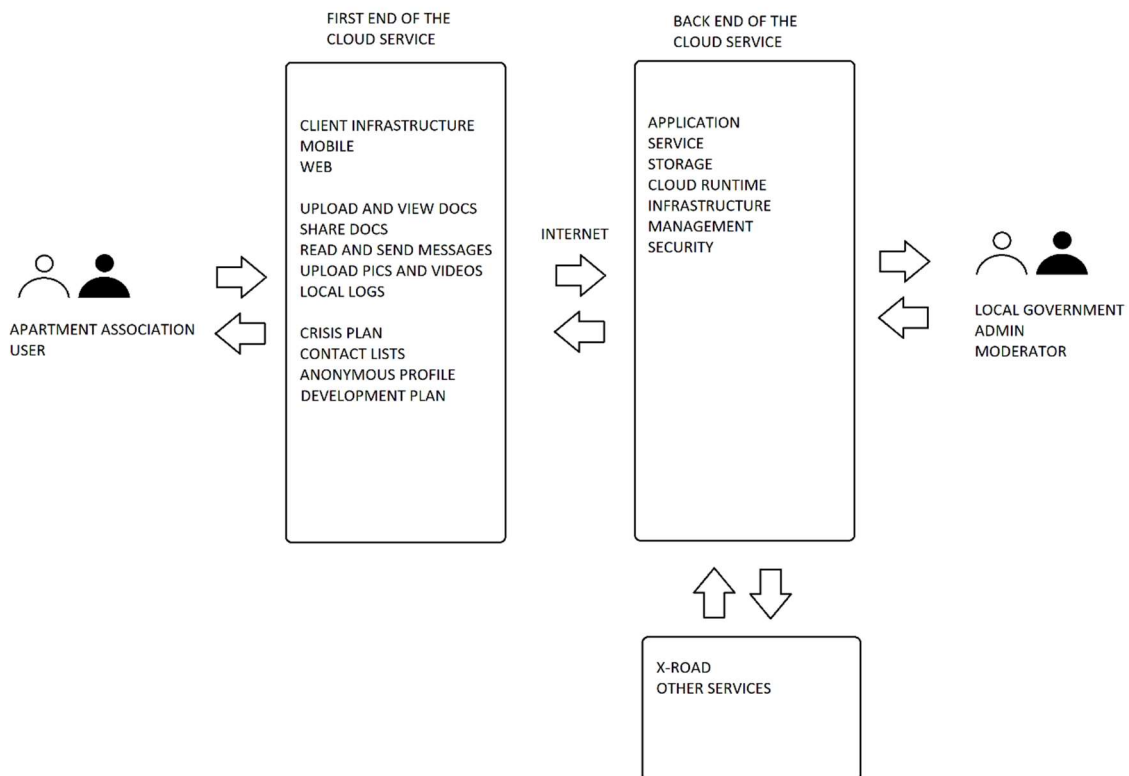 FIRST END OF THE
CLOUD SERVICE
BACK END OF THE
CLOUD SERVICE
CLIENT INFRASTRUCTURE
MOBILE
WEB
UPLOAD AND VIEW DOCS
SHARE DOCS
READ AND SEND MESSAGES
UPLOAD PICS AND VIDEOS
LOCAL LOGS
CRISIS PLAN
CONTACT LISTS
ANONYMOUS PROFILE
DEVELOPMENT PLAN
APPLICATION
SERVICE
STORAGE
CLOUD RUNTIME
INFRASTRUCTURE
MANAGEMENT
SECURITY
INTERNET
APARTMENT ASSOCIATION
USER
LOCAL GOVERNMENT
ADMIN
MODERATOR
X-ROAD
OTHER SERVICES